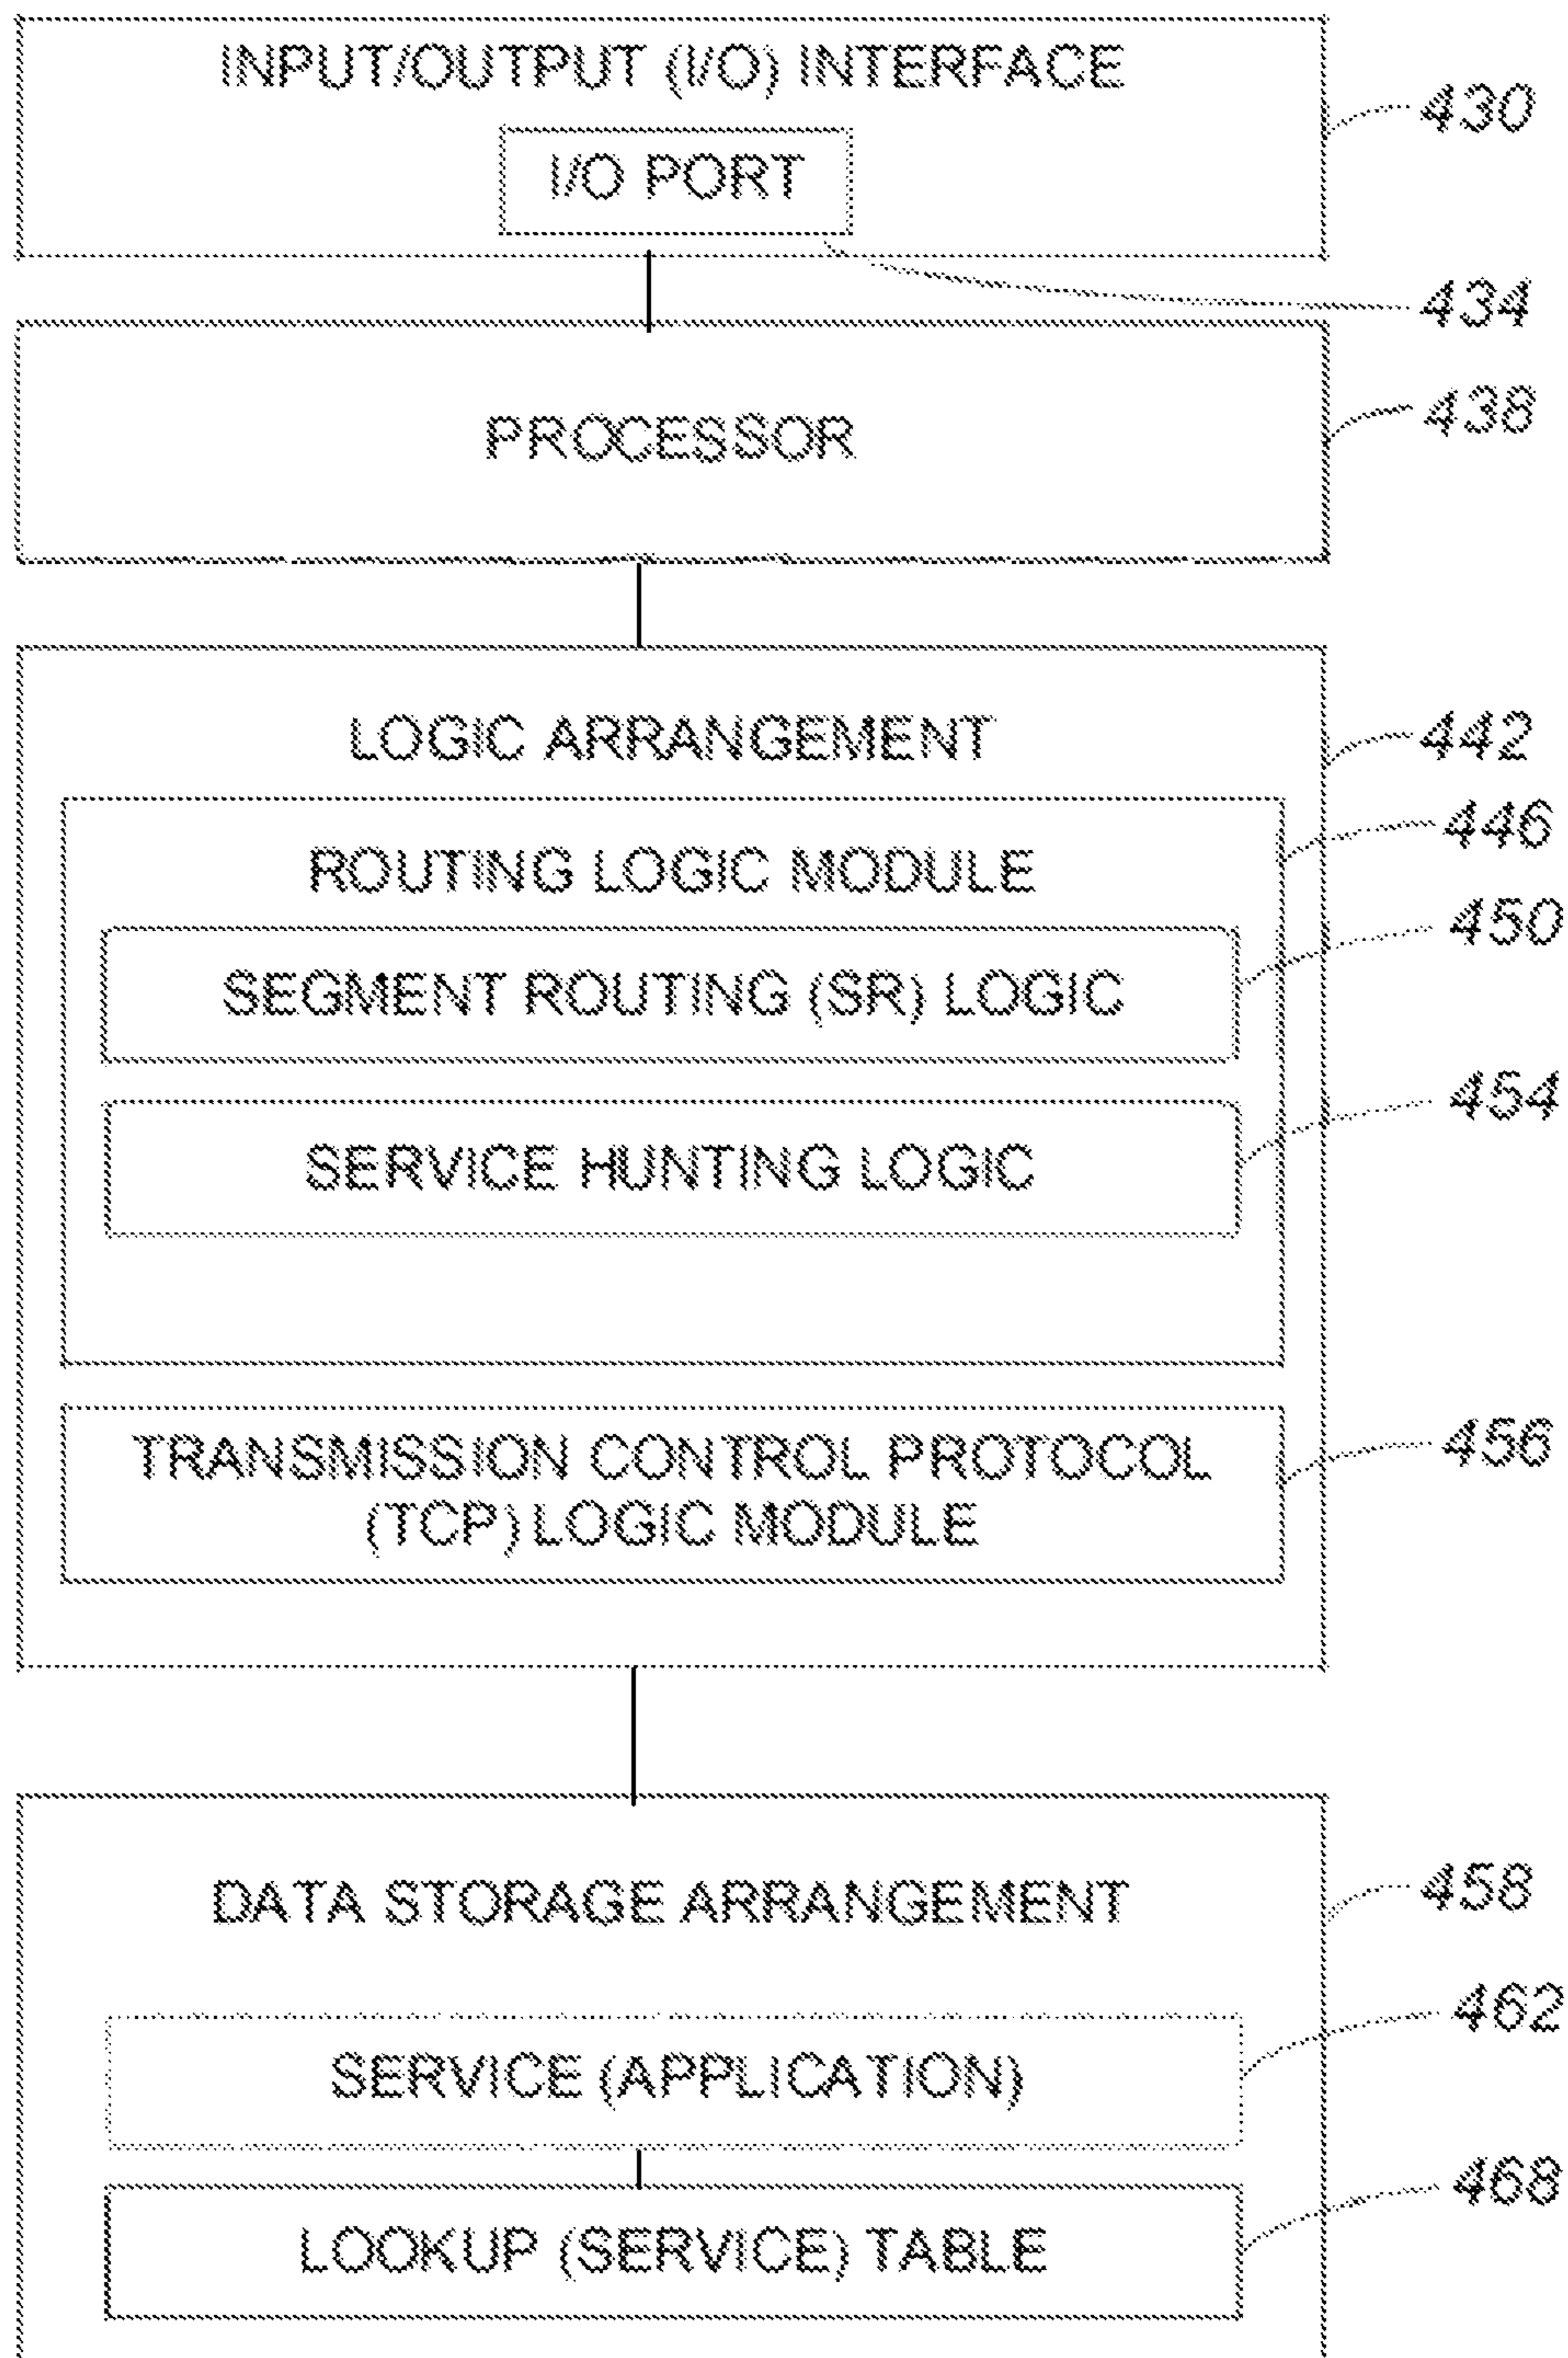 INPUT/OUTPUT (I/O) INTERFACE
430
I/O PORT
434
PROCESSOR
438
LOGIC ARRANGEMENT
442
ROUTING LOGIC MODULE
446
SEGMENT ROUTING (SR) LOGIC
450
SERVICE HUNTING LOGIC
454
TRANSMISSION CONTROL PROTOCOL
(TCP) LOGIC MODULE
456
DATA STORAGE ARRANGEMENT
458
SERVICE (APPLICATION)
462
LOOKUP (SERVICE) TABLE
468